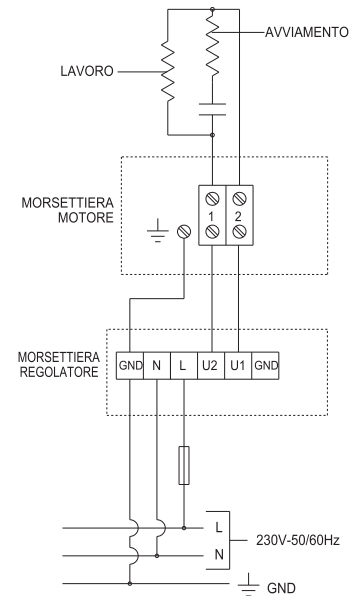 AVVIAMENTO
LAVORO
MORSETTIERA
MOTORE
1 2
MORSETTIERA
REGOLATORE
GND N L U2 U1 GND
L
230V-50/60Hz
N
GND